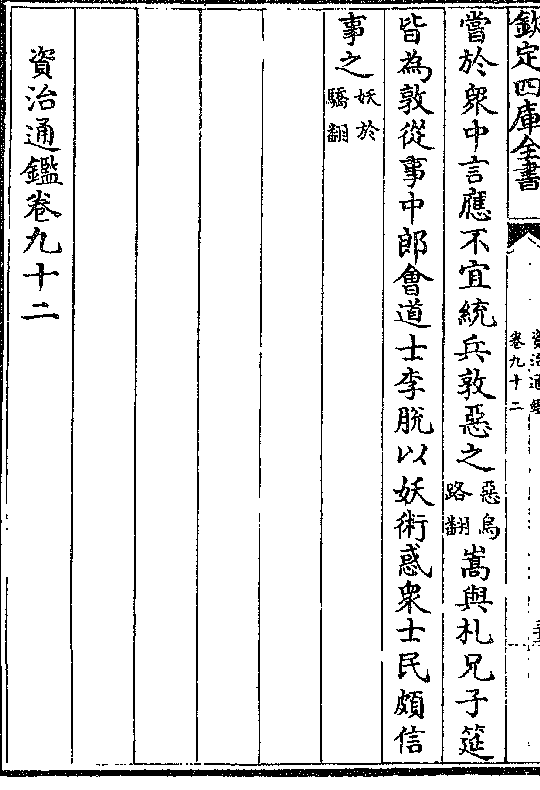 欽定四庫全書
資治通鑑
卷九十二
嘗於衆中言應不宜統兵敦惡之惡烏路翻嵩與札兄子筵
皆為敦從事中郎會道士李脫以妖術惑衆士民頗信
事之妖於驕翻
資治通鑑卷九十二